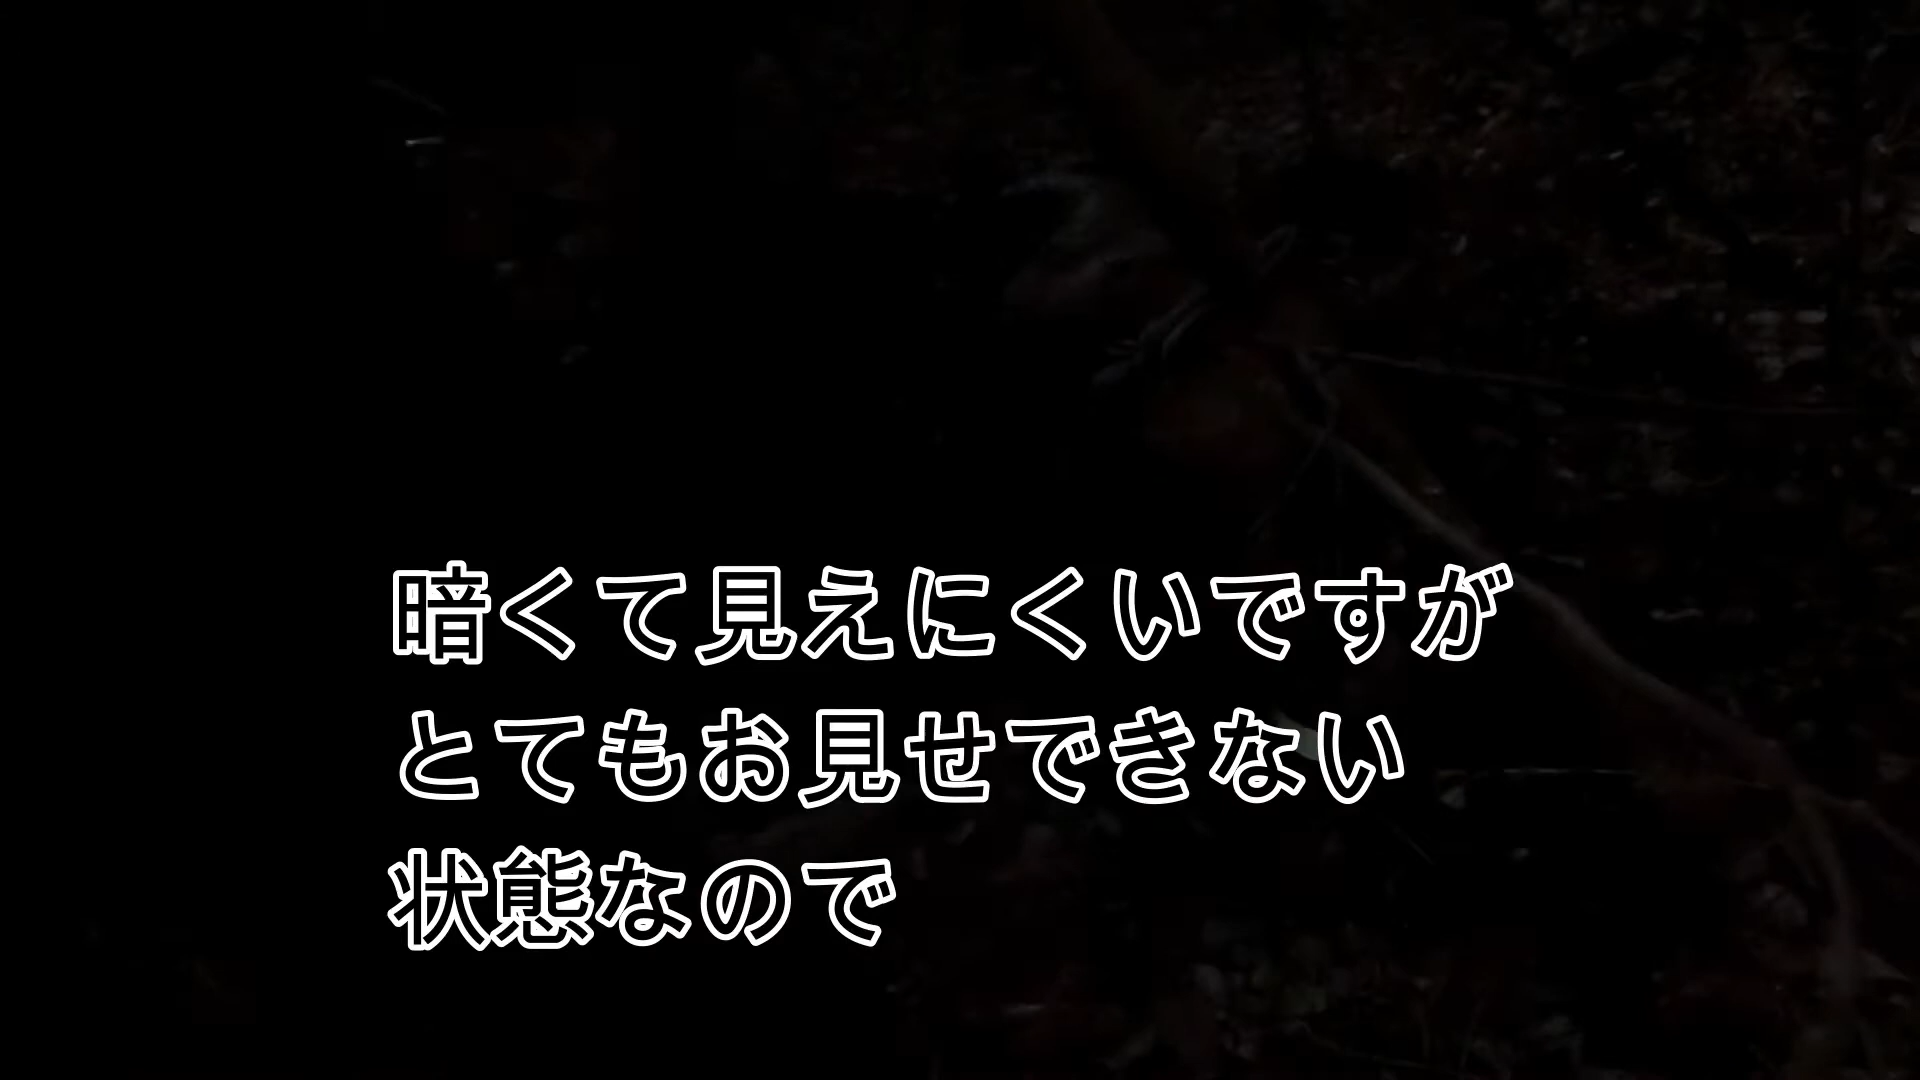 暗くて見えにくいですが
とてもお見せできない
状態なので